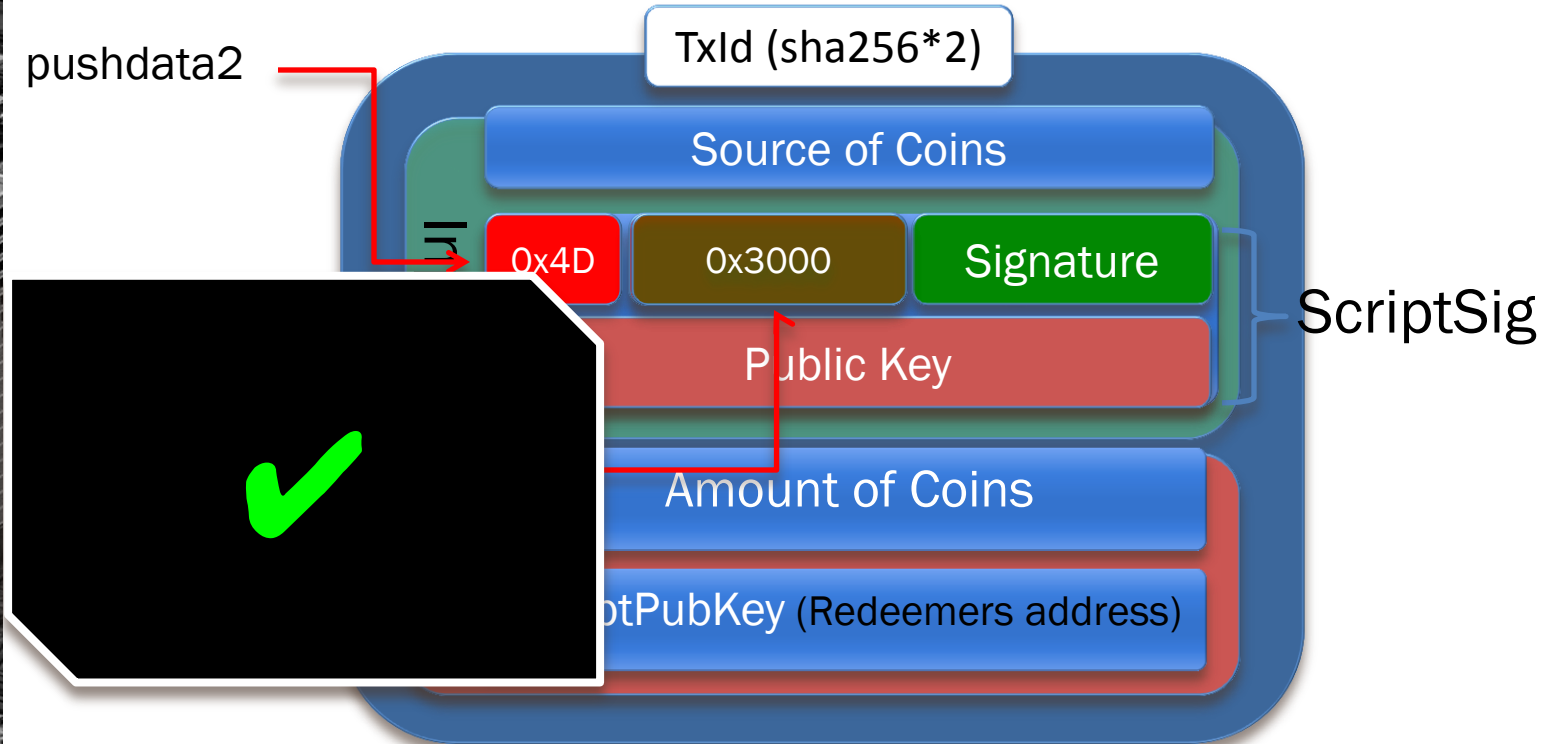 TxId (sha256*2)
pushdata2
Source of Coins
0x4D
0x3000
Signature
ScriptSig
Public Key
Amount of Coins
ptPubKey (Redeemers address)